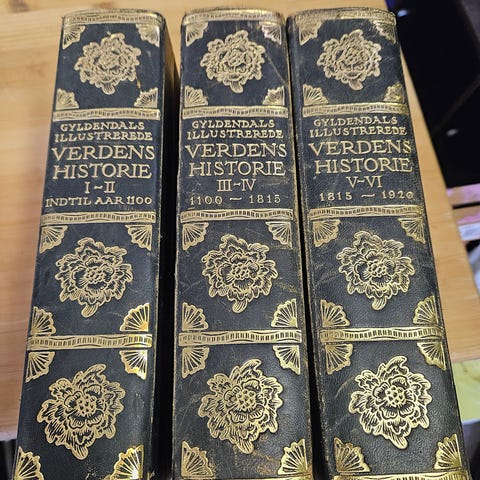 GYLDENDALS
ILLUSTREREDE
VERDENS
HISTORIE
I-II
INDTIL AAR 1100
GYLDENDALS
ILLUSTREREDE
VERDENS
HISTORIE
III-IV
1100 — 1815
GYLDENDALS
ILLUSTREREDE
VERDENS
HISTORIE
V-VI
1815 — 1920